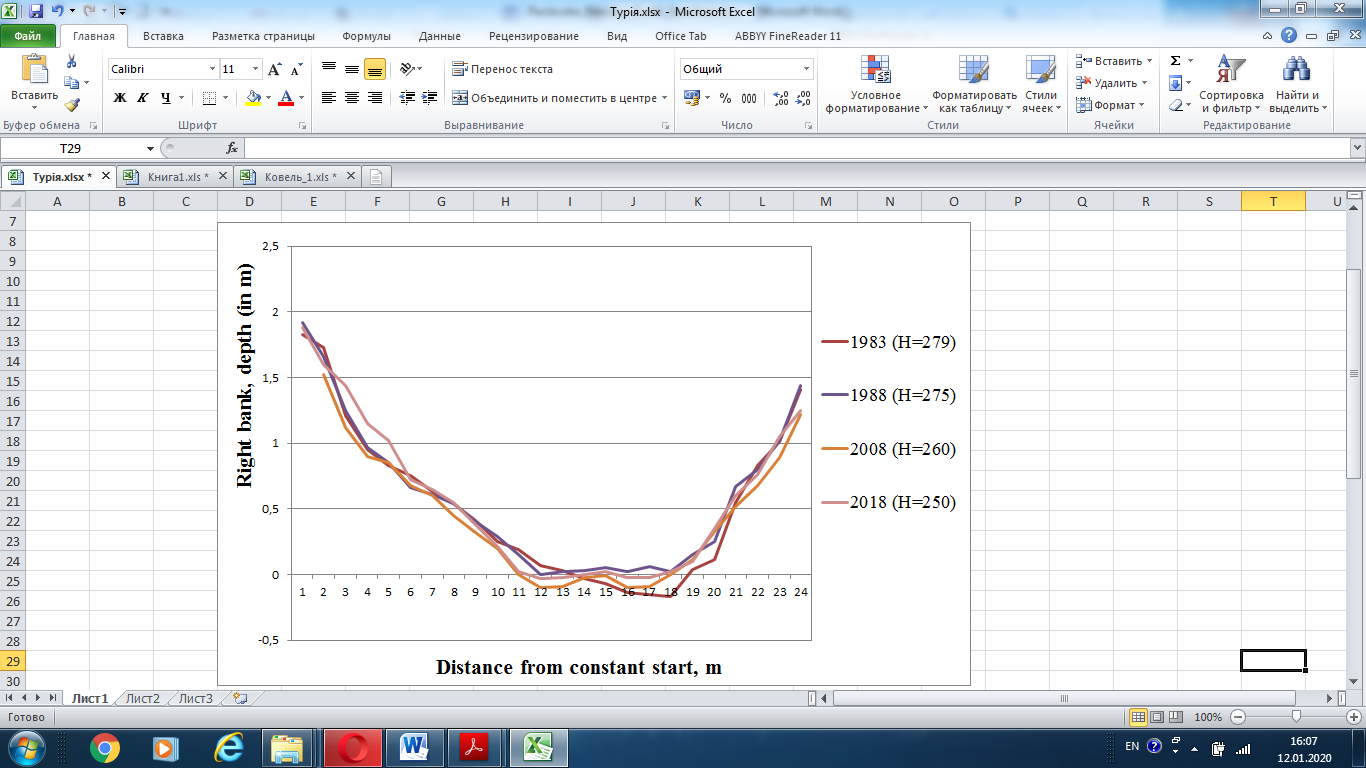 Турія.xlsx - Microsoft Excel
Файл Главная Вставка Разметка страницы Формулы Данные Рецензирование Вид Office Tab ABBYY FineReader 11
Вставить
Буфер обмена
Calibri 11
Ж К Ч
Шрифт
Перенос текста
Объединить и поместить в центре
Выравнивание
Общий
% 000
Число
Условное форматирование
Форматировать как таблицу
Стили ячеек
Стили
Вставить
Удалить
Формат
Ячейки
Сортировка и фильтр
Найти и выделить
Редактирование
T29 fx
Турія.xlsx * Книга1.xls * Ковель_1.xls *
A B C D E F G H I J K L M N O P Q R S T U
7
8
9
10
11
12
13
14
15
16
17
18
19
20
21
22
23
24
25
26
27
28
29
30
Right bank, depth (in m)
2,5
2
1,5
1
0,5
0
-0,5
1 2 3 4 5 6 7 8 9 10 11 12 13 14 15 16 17 18 19 20 21 22 23 24
Distance from constant start, m
1983 (H=279)
1988 (H=275)
2008 (H=260)
2018 (H=250)
Лист1 Лист2 Лист3
Готово 100%
EN 16:07
12.01.2020